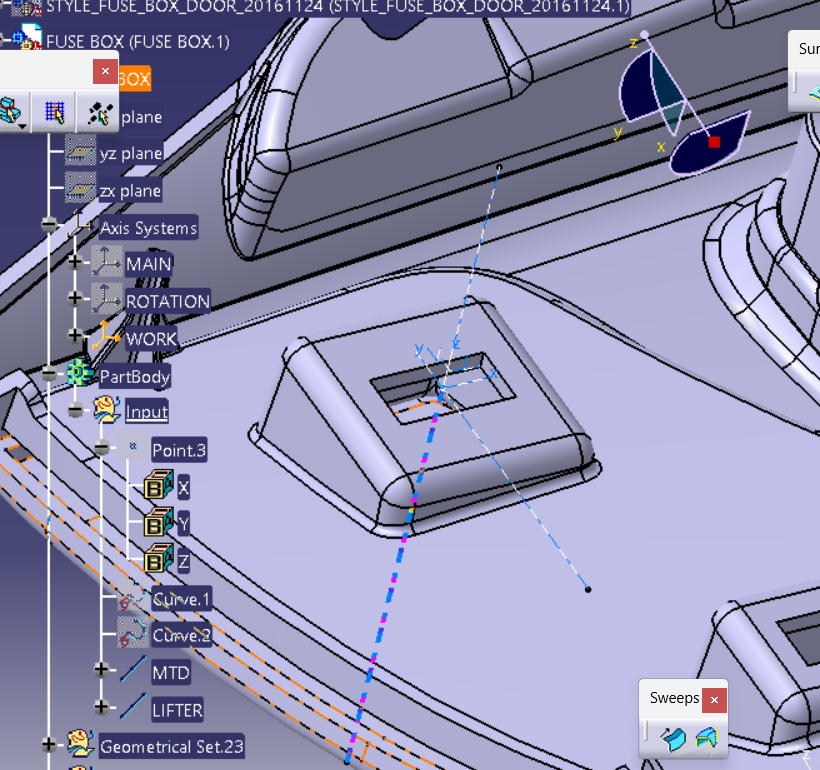 STYLE_FUSE_BOX_DOOR_20161124 (STYLE_FUSE_BOX_DOOR_20161124.1)
FUSE BOX (FUSE BOX.1)
BOX
plane
yz plane
zx plane
Axis Systems
MAIN
ROTATION
WORK
PartBody
Input
Point.3
X
Y
Z
Curve.1
Curve.2
MTD
LIFTER
Geometrical Set.23
z
y
x
y
z
x
Sur
Sweeps